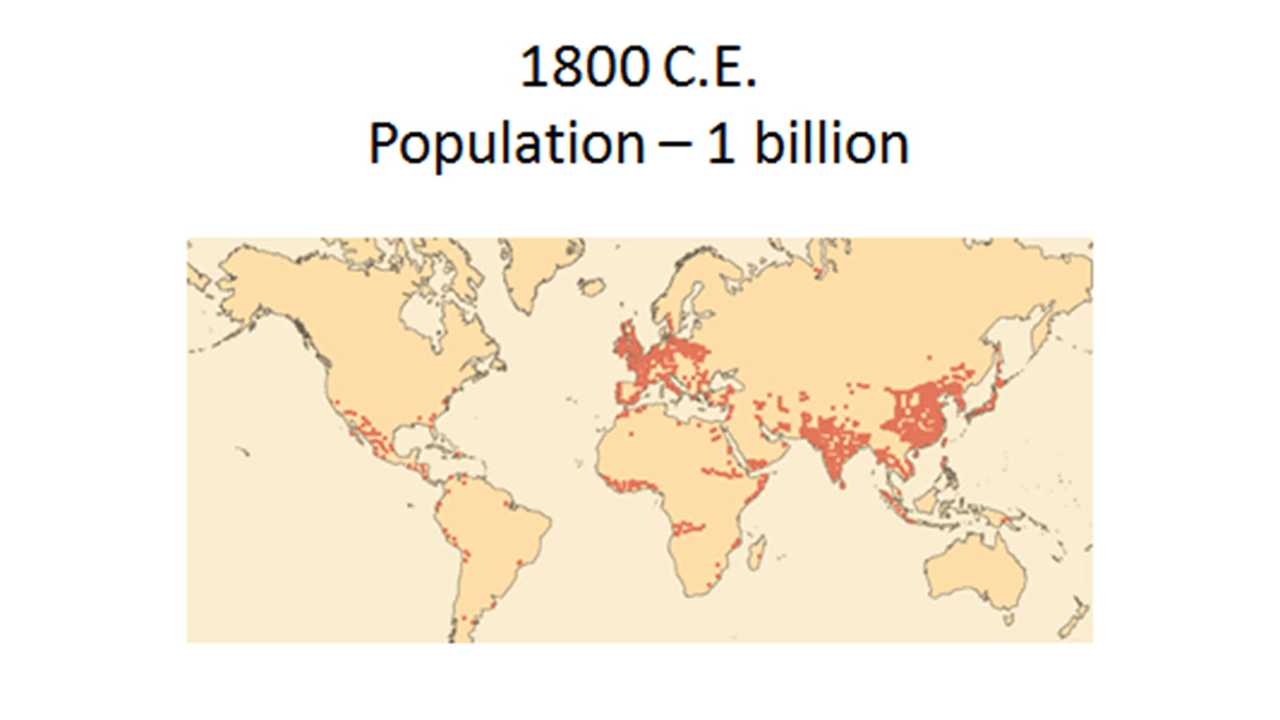 1800 C.E.
Population – 1 billion